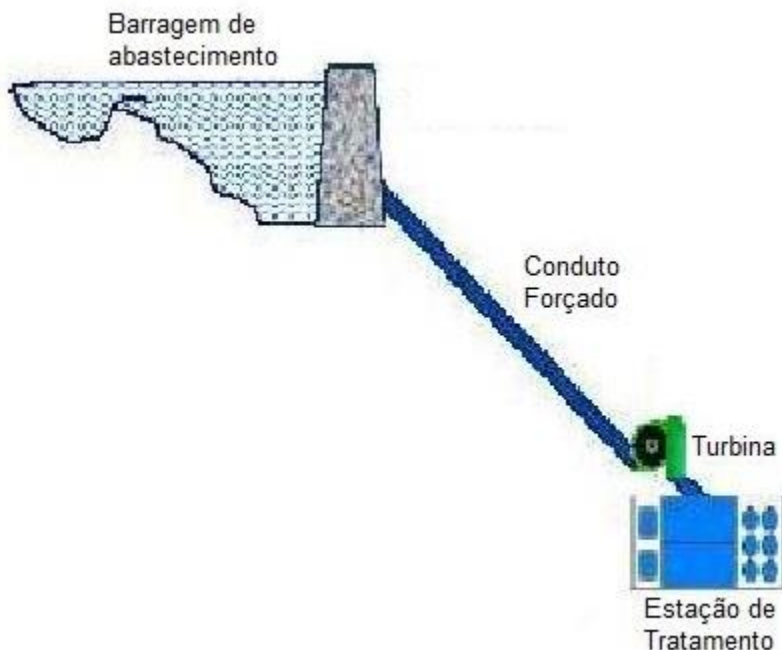 Barragem de
abastecimento
Conduto
Forçado
Turbina
Estação de
Tratamento